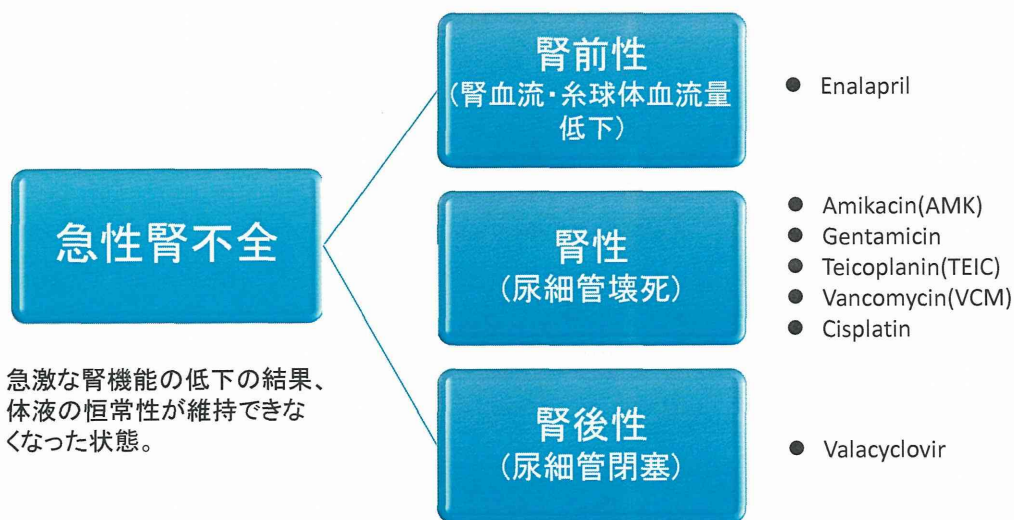 急性腎不全
急激な腎機能の低下の結果、
体液の恒常性が維持できな
くなった状態。
腎前性
(腎血流・糸球体血流量
低下)
● Enalapril
腎性
(尿細管壊死)
● Amikacin(AMK)
● Gentamicin
● Teicoplanin(TEIC)
● Vancomycin(VCM)
● Cisplatin
腎後性
(尿細管閉塞)
● Valacyclovir